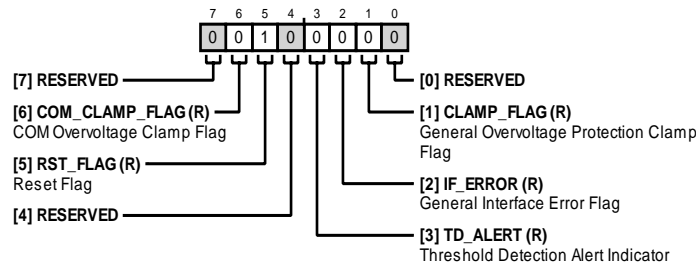 7 6 5 4 3 2 1 0
0 0 1 0 0 0 0 0
[7] RESERVED
[6] COM_CLAMP_FLAG (R)
COM Overvoltage Clamp Flag
[5] RST_FLAG (R)
Reset Flag
[4] RESERVED
[0] RESERVED
[1] CLAMP_FLAG (R)
General Overvoltage Protection Clamp
Flag
[2] IF_ERROR (R)
General Interface Error Flag
[3] TD_ALERT (R)
Threshold Detection Alert Indicator